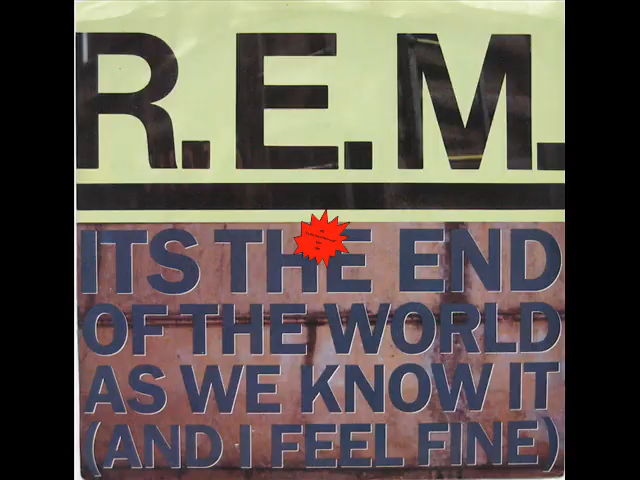 R.E.M.
ITS THE END
OF THE WORLD
AS WE KNOW IT
(AND I FEEL FINE)